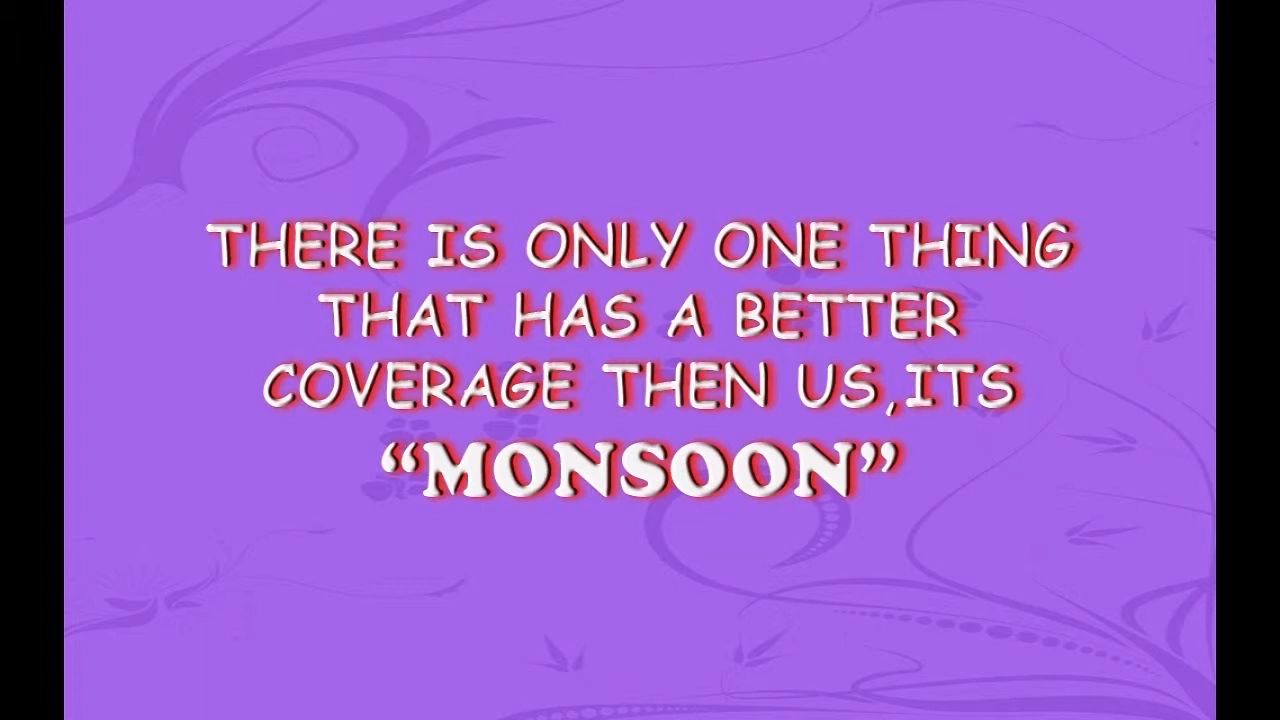 THERE IS ONLY ONE THING
THAT HAS A BETTER
COVERAGE THEN US,ITS
“MONSOON”